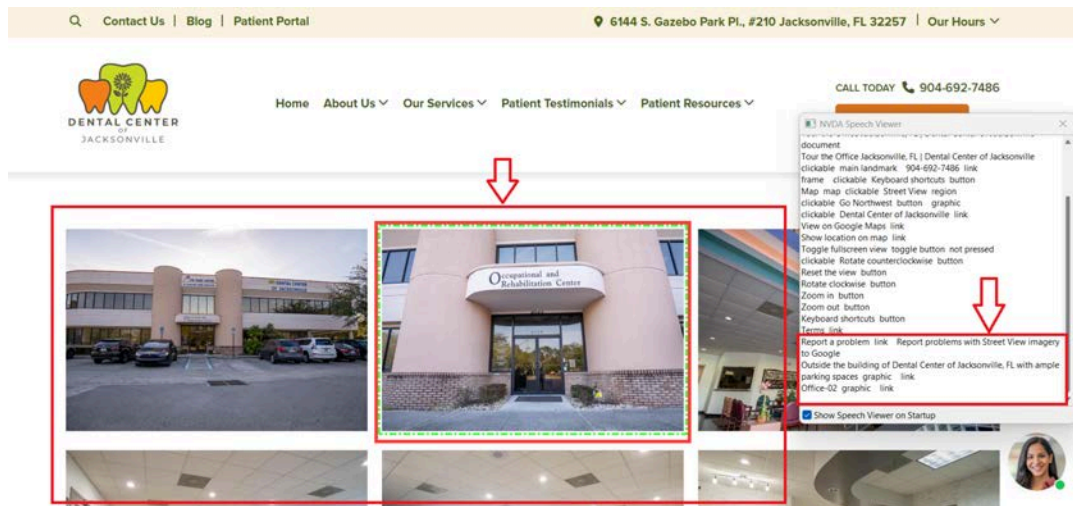 Contact Us | Blog | Patient Portal
6144 S. Gazebo Park Pl., #210 Jacksonville, FL 32257 | Our Hours
DENTAL CENTER
OF
JACKSONVILLE
Home About Us Our Services Patient Testimonials Patient Resources
CALL TODAY 904-692-7486
Occupational and
Rehabilitation Center
NVDA Speech Viewer
document
Tour the Office Jacksonville, FL | Dental Center of Jacksonville
clickable main landmark 904-692-7486 link
frame clickable Keyboard shortcuts button
Map map clickable Street View region
clickable Go Northwest button graphic
clickable Dental Center of Jacksonville link
View on Google Maps link
Show location on map link
Toggle fullscreen view toggle button not pressed
clickable Rotate counterclockwise button
Reset the view button
Rotate clockwise button
Zoom in button
Zoom out button
Keyboard shortcuts button
Terms link
Report a problem link Report problems with Street View imagery
to Google
Outside the building of Dental Center of Jacksonville, FL with ample
parking spaces graphic link
Office-02 graphic link
Show Speech Viewer on Startup